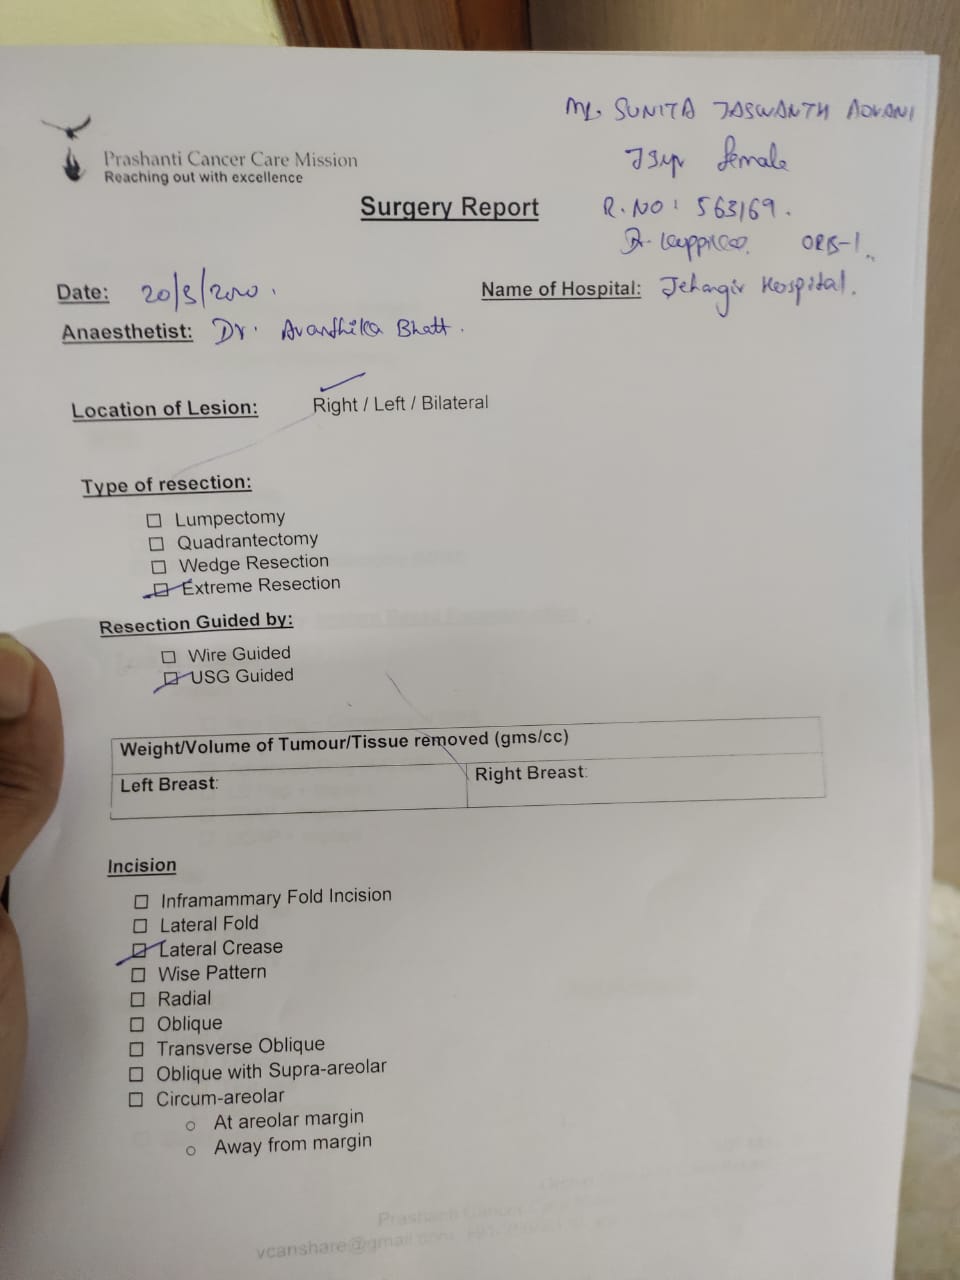 Ms. SUNITA JASWANTH ADVANI
Prashanti Cancer Care Mission
Reaching out with excellence
73yr female
Surgery Report
R.NO: 563169.
ORB-1
Date: 20/3/2020.
Name of Hospital: Jehangir Hospital.
Anaesthetist: Dr. Avanthika Bhatt.
Location of Lesion: Right / Left / Bilateral
Type of resection:
☐ Lumpectomy
☐ Quadrantectomy
☐ Wedge Resection
☑ Extreme Resection
Resection Guided by:
☐ Wire Guided
☑ USG Guided
Weight/Volume of Tumour/Tissue removed (gms/cc)
Left Breast: Right Breast:
Incision
☐ Inframammary Fold Incision
☐ Lateral Fold
☑ Lateral Crease
☐ Wise Pattern
☐ Radial
☐ Oblique
☐ Transverse Oblique
☐ Oblique with Supra-areolar
☐ Circum-areolar
o At areolar margin
o Away from margin
Prashanti
vcanshare@gmail